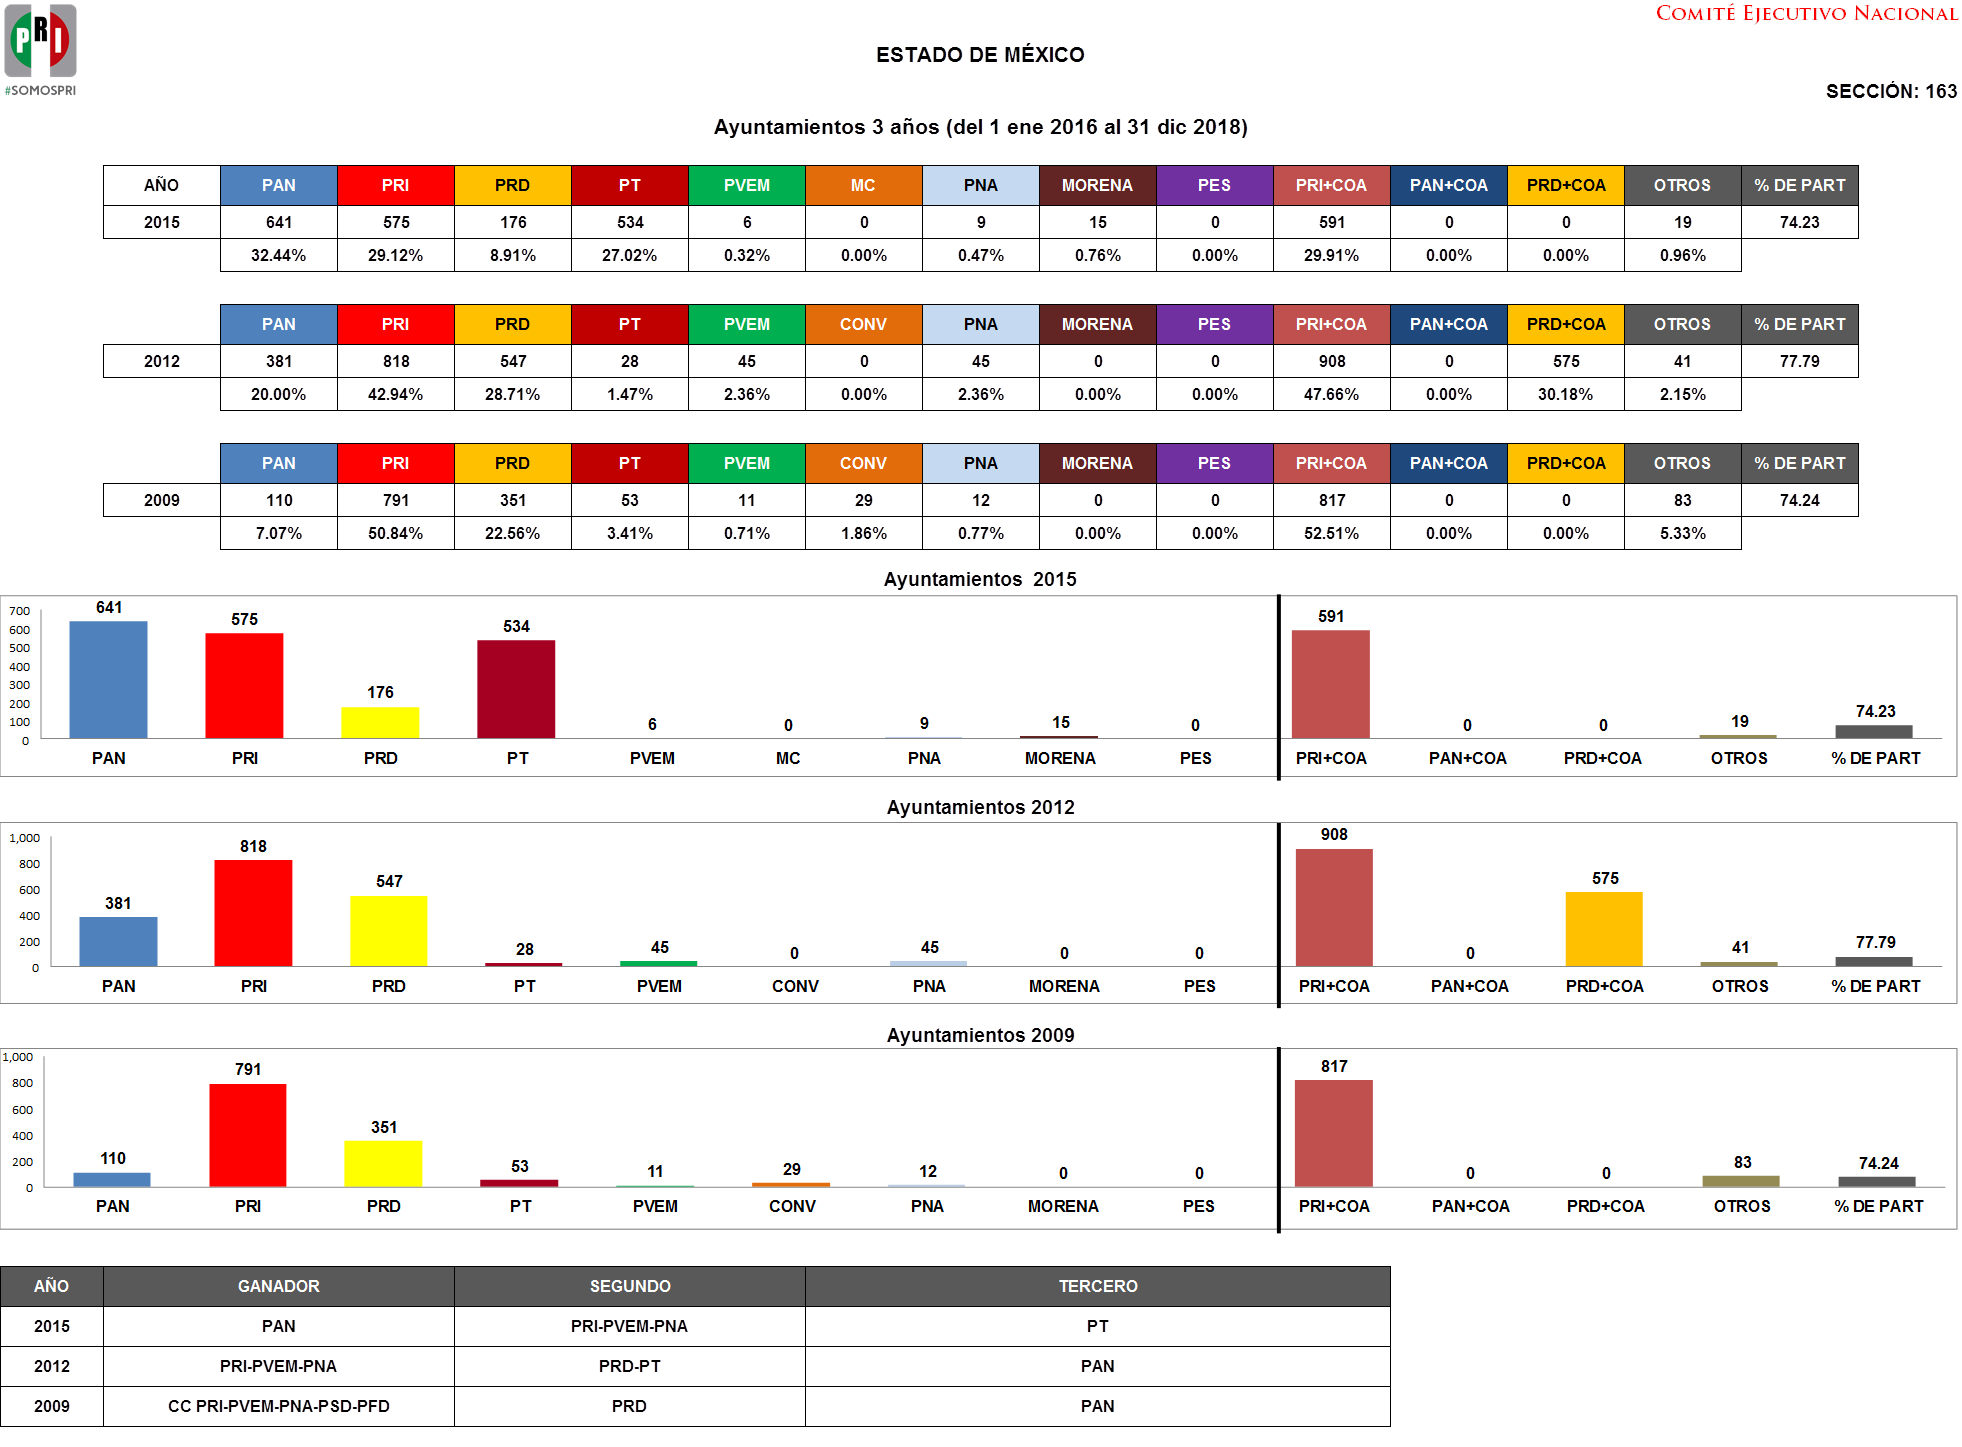 PRI
#SOMOSPRI
COMITÉ EJECUTIVO NACIONAL
ESTADO DE MÉXICO
SECCIÓN: 163
Ayuntamientos 3 años (del 1 ene 2016 al 31 dic 2018)
AÑO PAN PRI PRD PT PVEM MC PNA MORENA PES PRI+COA PAN+COA PRD+COA OTROS % DE PART
2015 641 575 176 534 6 0 9 15 0 591 0 0 19 74.23
32.44% 29.12% 8.91% 27.02% 0.32% 0.00% 0.47% 0.76% 0.00% 29.91% 0.00% 0.00% 0.96%
PAN PRI PRD PT PVEM CONV PNA MORENA PES PRI+COA PAN+COA PRD+COA OTROS % DE PART
2012 381 818 547 28 45 0 45 0 0 908 0 575 41 77.79
20.00% 42.94% 28.71% 1.47% 2.36% 0.00% 2.36% 0.00% 0.00% 47.66% 0.00% 30.18% 2.15%
PAN PRI PRD PT PVEM CONV PNA MORENA PES PRI+COA PAN+COA PRD+COA OTROS % DE PART
2009 110 791 351 53 11 29 12 0 0 817 0 0 83 74.24
7.07% 50.84% 22.56% 3.41% 0.71% 1.86% 0.77% 0.00% 0.00% 52.51% 0.00% 0.00% 5.33%
Ayuntamientos 2015
700
600
500
400
300
200
100
0
641 575 176 534 6 0 9 15 0 591 0 0 19 74.23
PAN PRI PRD PT PVEM MC PNA MORENA PES PRI+COA PAN+COA PRD+COA OTROS % DE PART
Ayuntamientos 2012
1,000
800
600
400
200
0
381 818 547 28 45 0 45 0 0 908 0 575 41 77.79
PAN PRI PRD PT PVEM CONV PNA MORENA PES PRI+COA PAN+COA PRD+COA OTROS % DE PART
Ayuntamientos 2009
1,000
800
600
400
200
0
110 791 351 53 11 29 12 0 0 817 0 0 83 74.24
PAN PRI PRD PT PVEM CONV PNA MORENA PES PRI+COA PAN+COA PRD+COA OTROS % DE PART
AÑO GANADOR SEGUNDO TERCERO
2015 PAN PRI-PVEM-PNA PT
2012 PRI-PVEM-PNA PRD-PT PAN
2009 CC PRI-PVEM-PNA-PSD-PFD PRD PAN